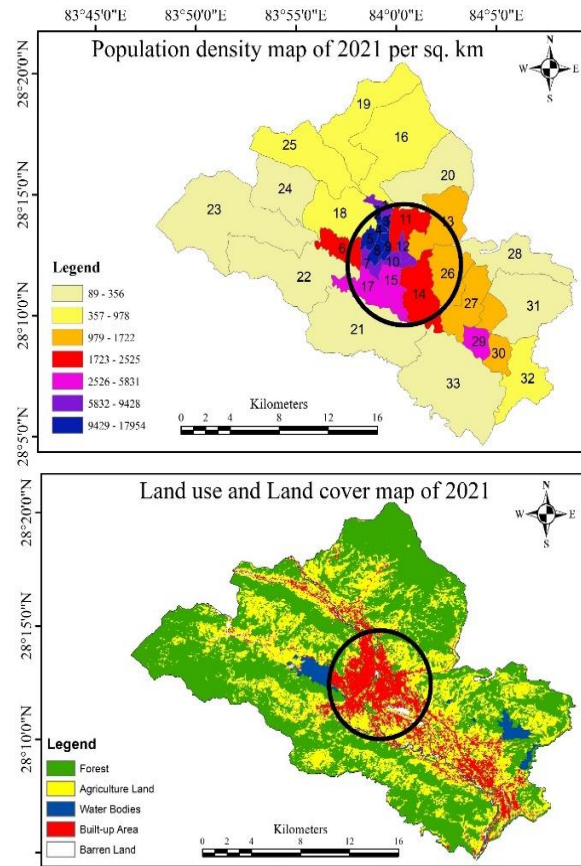 83°45'0"E 83°50'0"E 83°55'0"E 84°0'0"E 84°5'0"E
Population density map of 2021 per sq. km
N
W E
S
28°20'0"N
28°15'0"N
28°10'0"N
28°5'0"N
19
16
25
20
24
18
23
11
13
6
12
28
9
8
10
26
22
7
15
17
14
27
31
21
29
30
32
33
Legend
89 - 356
357 - 978
979 - 1722
1723 - 2525
2526 - 5831
5832 - 9428
9429 - 17954
Kilometers
0 2 4 8 12 16
Land use and Land cover map of 2021
N
W E
S
28°20'0"N
28°15'0"N
28°10'0"N
Legend
Forest
Agriculture Land
Water Bodies
Built-up Area
Barren Land
Kilometers
0 2 4 8 12 16